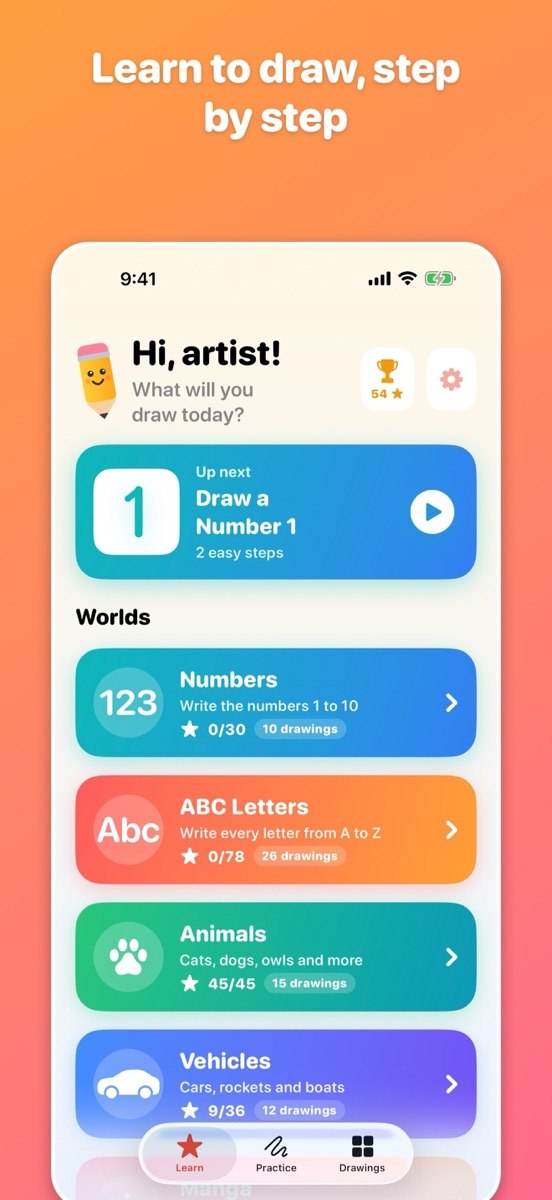 Learn to draw, step
by step
9:41
Hi, artist!
What will you
draw today?
54
1
Up next
Draw a
Number 1
2 easy steps
Worlds
123
Numbers
Write the numbers 1 to 10
0/30
10 drawings
Abc
ABC Letters
Write every letter from A to Z
0/78
26 drawings
Animals
Cats, dogs, owls and more
45/45
15 drawings
Vehicles
Cars, rockets and boats
9/36
12 drawings
Learn
Practice
Drawings
Manga